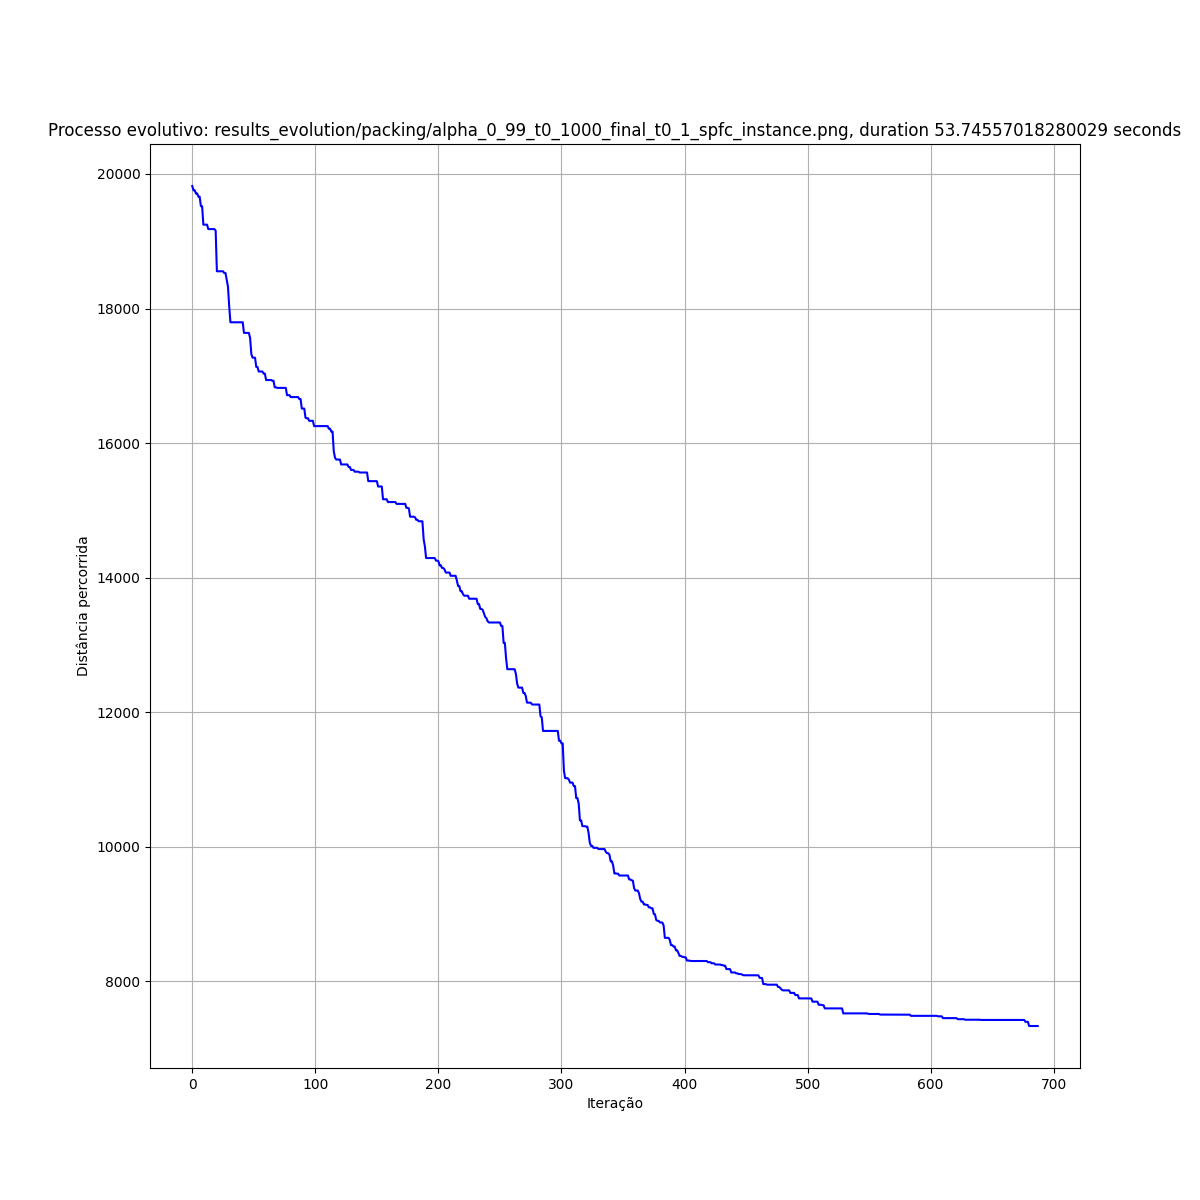 Processo evolutivo: results_evolution/packing/alpha_0_99_t0_1000_final_t0_1_spfc_instance.png, duration 53.74557018280029 seconds
20000
18000
16000
14000
12000
10000
8000
Distância percorrida
0 100 200 300 400 500 600 700
Iteração